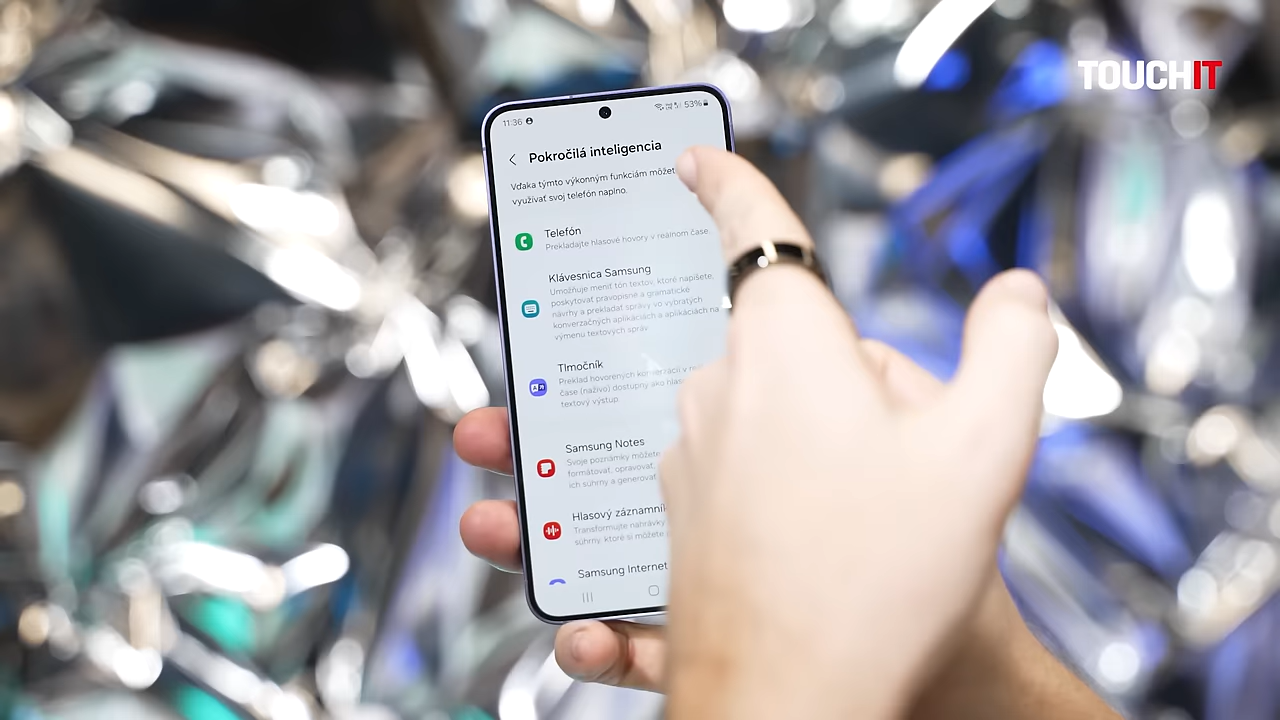 TOUCHIT
11:36
53%
Pokročilá inteligencia
Vďaka týmto výkonným funkciám môžet
využívať svoj telefón naplno.
Telefón
Prekladajte hlasové hovory v reálnom čase.
Klávesnica Samsung
Umožňuje meniť tón textov, ktoré napíšete,
poskytovať pravopisné a gramatické
návrhy a prekladať správy vo vybratých
konverzačných aplikáciách a aplikáciách na
výmenu textových správ.
Tlmočník
Preklad hovorených konverzácií v
čase (naživo) dostupný ako
textový výstup.
Samsung Notes
Svoje poznámky môžete
formátovať, opravovať,
ich súhrny a generovať
Hlasový záznamník
Transformujte nahrávky
súhrny, ktoré si môžete
Samsung Internet